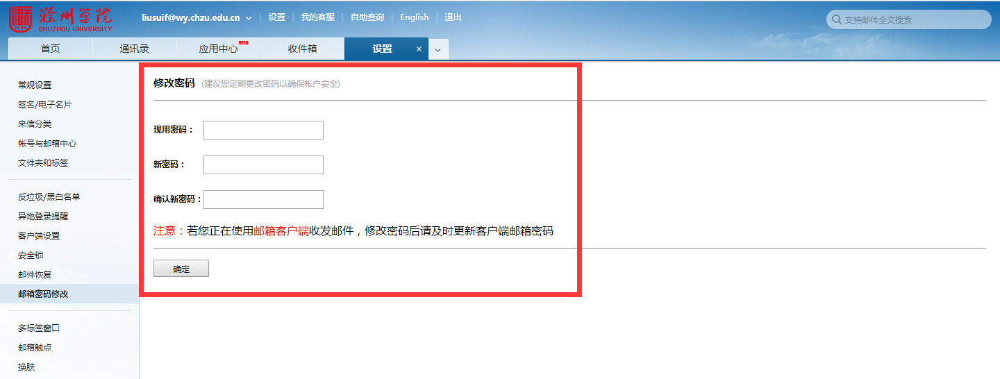 滁州学院
CHUZHOU UNIVERSITY
liusuif@wy.chzu.edu.cn 设置 我的客服 自助查询 English 退出
支持邮件全文搜索
首页 通讯录 应用中心 NEW 收件箱 设置
常规设置
签名/电子名片
来信分类
帐号与邮箱中心
文件夹和标签
反垃圾/黑白名单
异地登录提醒
客户端设置
安全锁
邮件恢复
邮箱密码修改
多标签窗口
邮箱触点
换肤
修改密码 (建议您定期更改密码以确保帐户安全)
现用密码：
新密码：
确认新密码：
注意：若您正在使用邮箱客户端收发邮件，修改密码后请及时更新客户端邮箱密码
确定